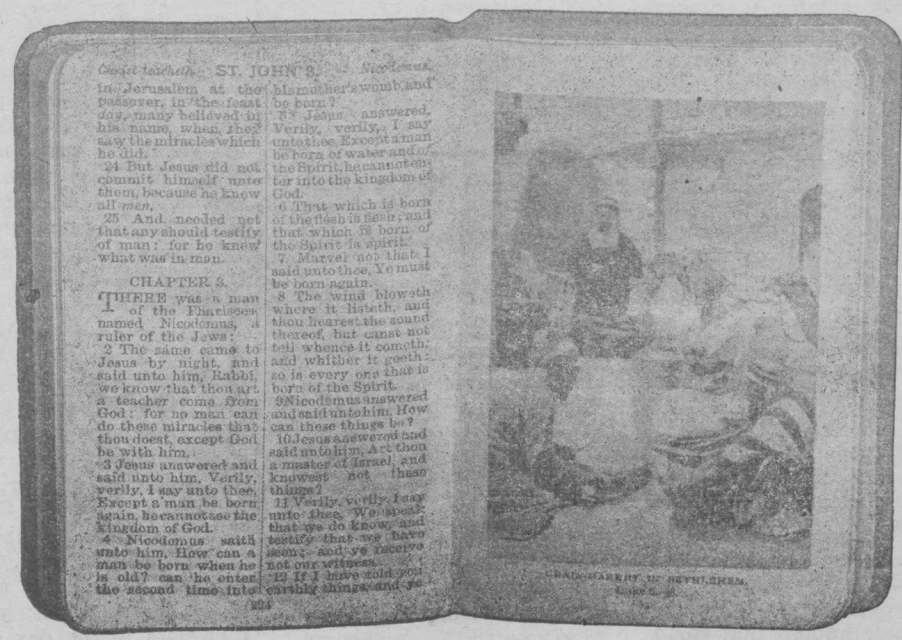 Christ teacheth ST. JOHN 3. Nicodemus.
in Jerusalem at the
passover, in the feast
day, many believed in
his name, when they
saw the miracles which
he did.
24 But Jesus did not
commit himself unto
them, because he knew
all men,
25 And needed not
that any should testify
of man: for he knew
what was in man.
CHAPTER 3.
THERE was a man
of the Pharisees
named Nicodemus, a
ruler of the Jews:
2 The same came to
Jesus by night, and
said unto him, Rabbi,
we know that thou art
a teacher come from
God: for no man can
do these miracles that
thou doest, except God
be with him.
3 Jesus answered and
said unto him, Verily,
verily, I say unto thee,
Except a man be born
again, he cannot see the
kingdom of God.
4 Nicodemus saith
unto him, How can a
man be born when he
is old? can he enter
the second time into
his mother's womb, and
be born?
5 Jesus answered,
Verily, verily, I say
unto thee, Except a man
be born of water and of
the Spirit, he cannot en-
ter into the kingdom of
God.
6 That which is born
of the flesh is flesh; and
that which is born of
the Spirit is spirit.
7 Marvel not that I
said unto thee, Ye must
be born again.
8 The wind bloweth
where it listeth, and
thou hearest the sound
thereof, but canst not
tell whence it cometh,
and whither it goeth:
so is every one that is
born of the Spirit.
9 Nicodemus answered
and said unto him, How
can these things be?
10 Jesus answered and
said unto him, Art thou
a master of Israel, and
knowest not these
things?
11 Verily, verily, I say
unto thee, We speak
that we do know, and
testify that we have
seen; and ye receive
not our witness.
12 If I have told you
earthly things, and ye
224
GRAIN MARKET IN BETHLEHEM.
Luke